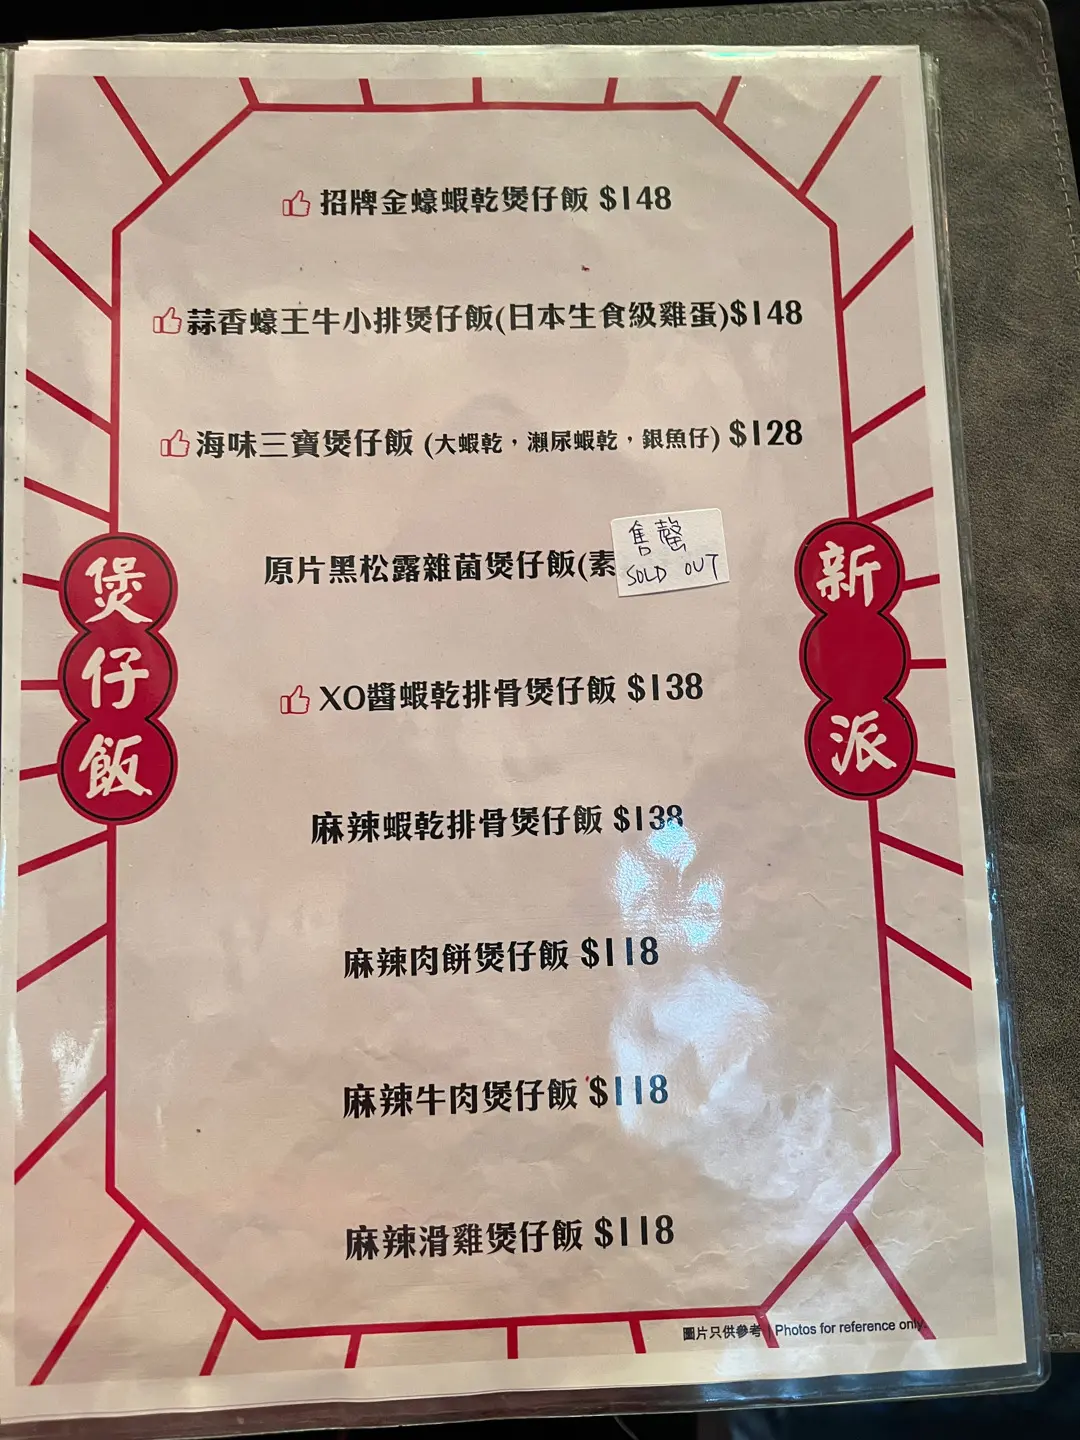 招牌金蠔蝦乾煲仔飯 $148
蒜香蠔王牛小排煲仔飯(日本生食級雞蛋)$148
海味三寶煲仔飯 (大蝦乾，瀨尿蝦乾，銀魚仔) $128
原片黑松露雜菌煲仔飯(素
售罄
SOLD OUT
XO醬蝦乾排骨煲仔飯 $138
麻辣蝦乾排骨煲仔飯 $138
麻辣肉餅煲仔飯 $118
麻辣牛肉煲仔飯 $118
麻辣滑雞煲仔飯 $118
新派
煲仔飯
圖片只供參考 | Photos for reference only.